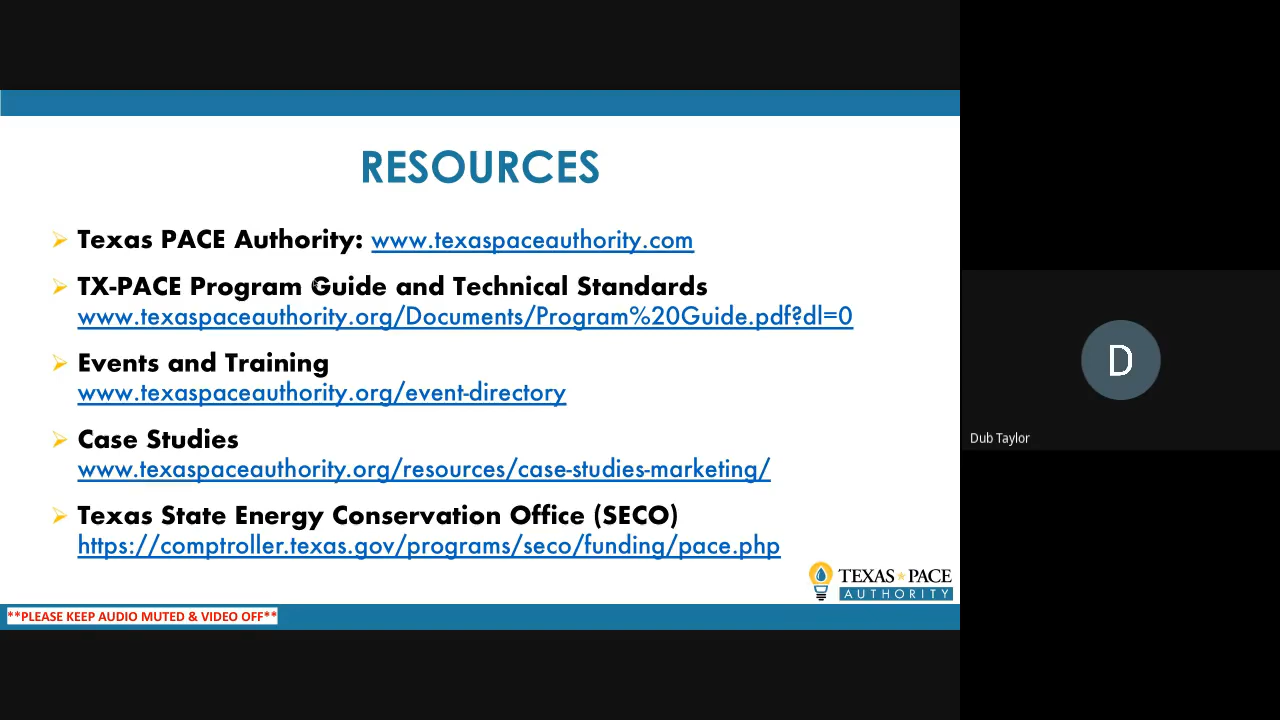 RESOURCES
➢ Texas PACE Authority: www.texaspaceauthority.com
➢ TX-PACE Program Guide and Technical Standards
www.texaspaceauthority.org/Documents/Program%20Guide.pdf?dl=0
➢ Events and Training
www.texaspaceauthority.org/event-directory
➢ Case Studies
www.texaspaceauthority.org/resources/case-studies-marketing/
➢ Texas State Energy Conservation Office (SECO)
https://comptroller.texas.gov/programs/seco/funding/pace.php
TEXAS★PACE
AUTHORITY
**PLEASE KEEP AUDIO MUTED & VIDEO OFF**
D
Dub Taylor